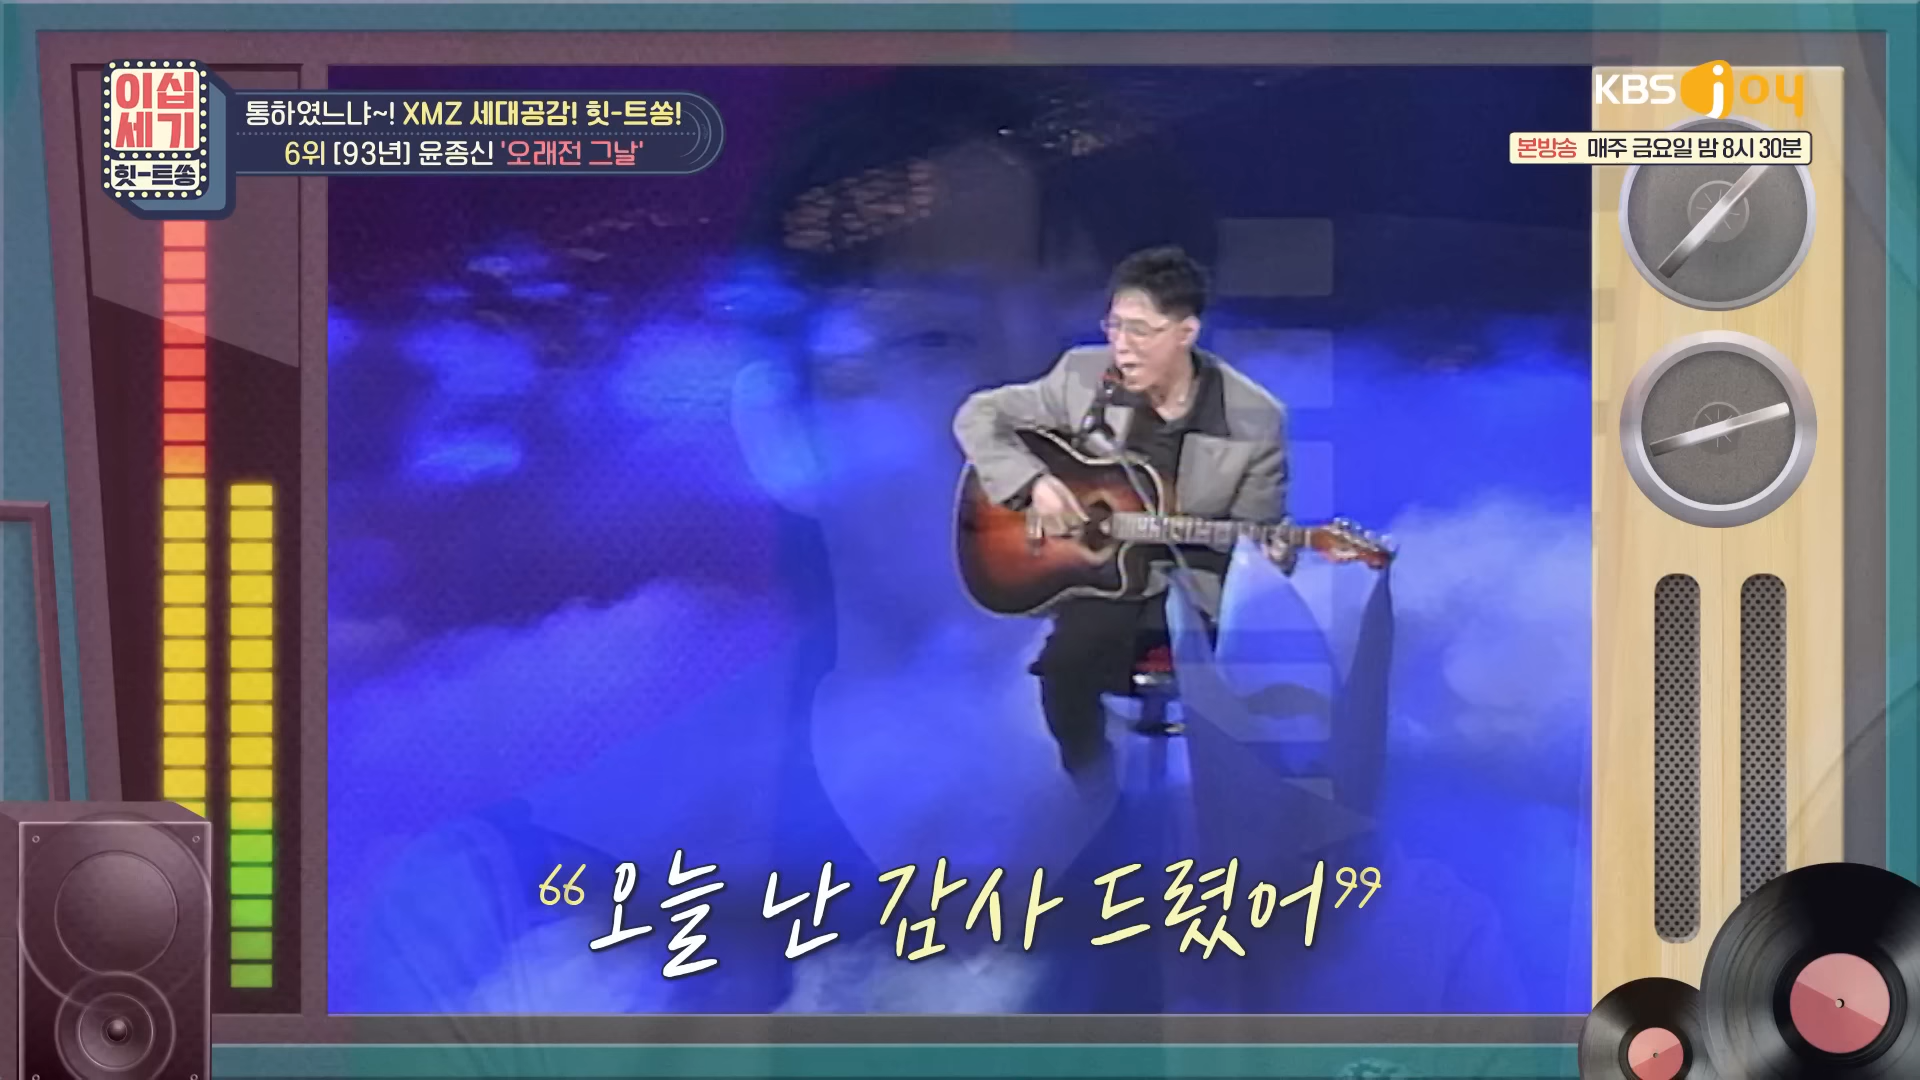 이십
세기
힛-트쏭
통하였느냐~! XMZ 세대공감! 힛-트쏭!
6위 [93년] 윤종신 '오래전 그날'
KBS joy
본방송 매주 금요일 밤 8시 30분
“오늘 난 감사 드렸어”